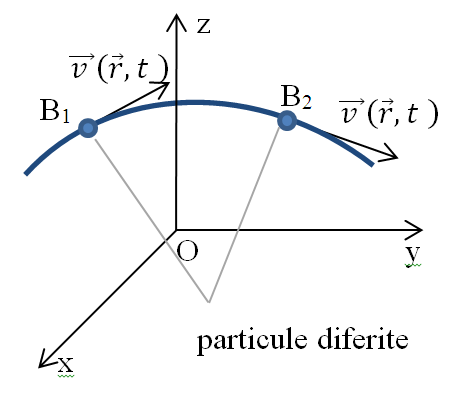 z
v⃗ (r⃗, t )
B₁
B₂
v⃗ (r⃗, t )
O
y
particule diferite
x